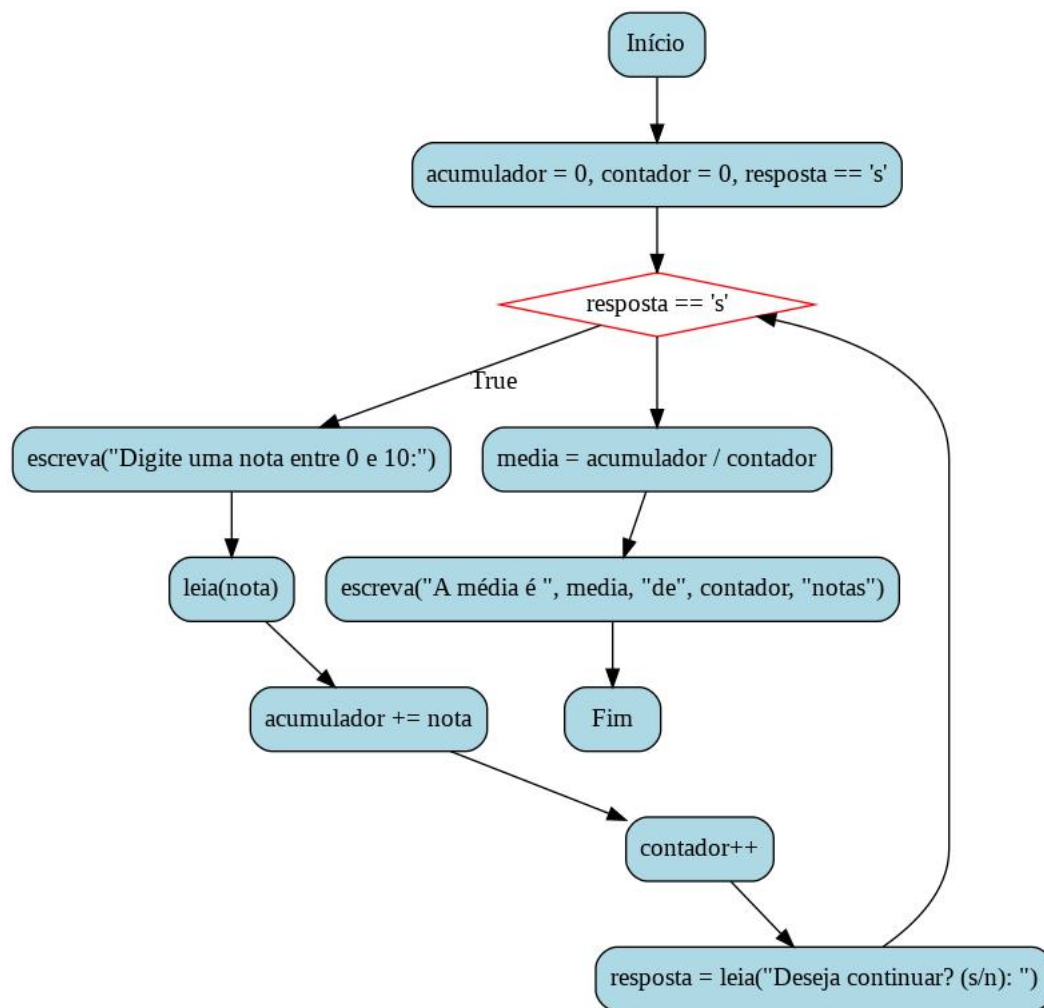 Início
acumulador = 0, contador = 0, resposta == 's'
resposta == 's'
True
escreva("Digite uma nota entre 0 e 10:")
media = acumulador / contador
leia(nota)
escreva("A média é ", media, "de", contador, "notas")
acumulador += nota
Fim
contador++
resposta = leia("Deseja continuar? (s/n): ")